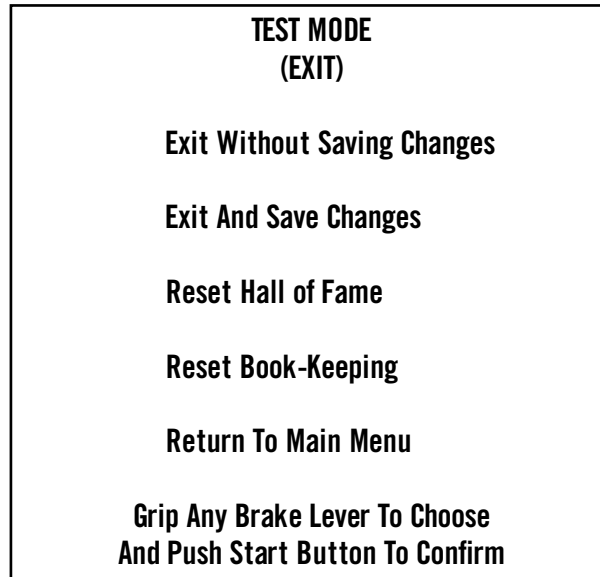 TEST MODE
(EXIT)
Exit Without Saving Changes
Exit And Save Changes
Reset Hall of Fame
Reset Book-Keeping
Return To Main Menu
Grip Any Brake Lever To Choose
And Push Start Button To Confirm